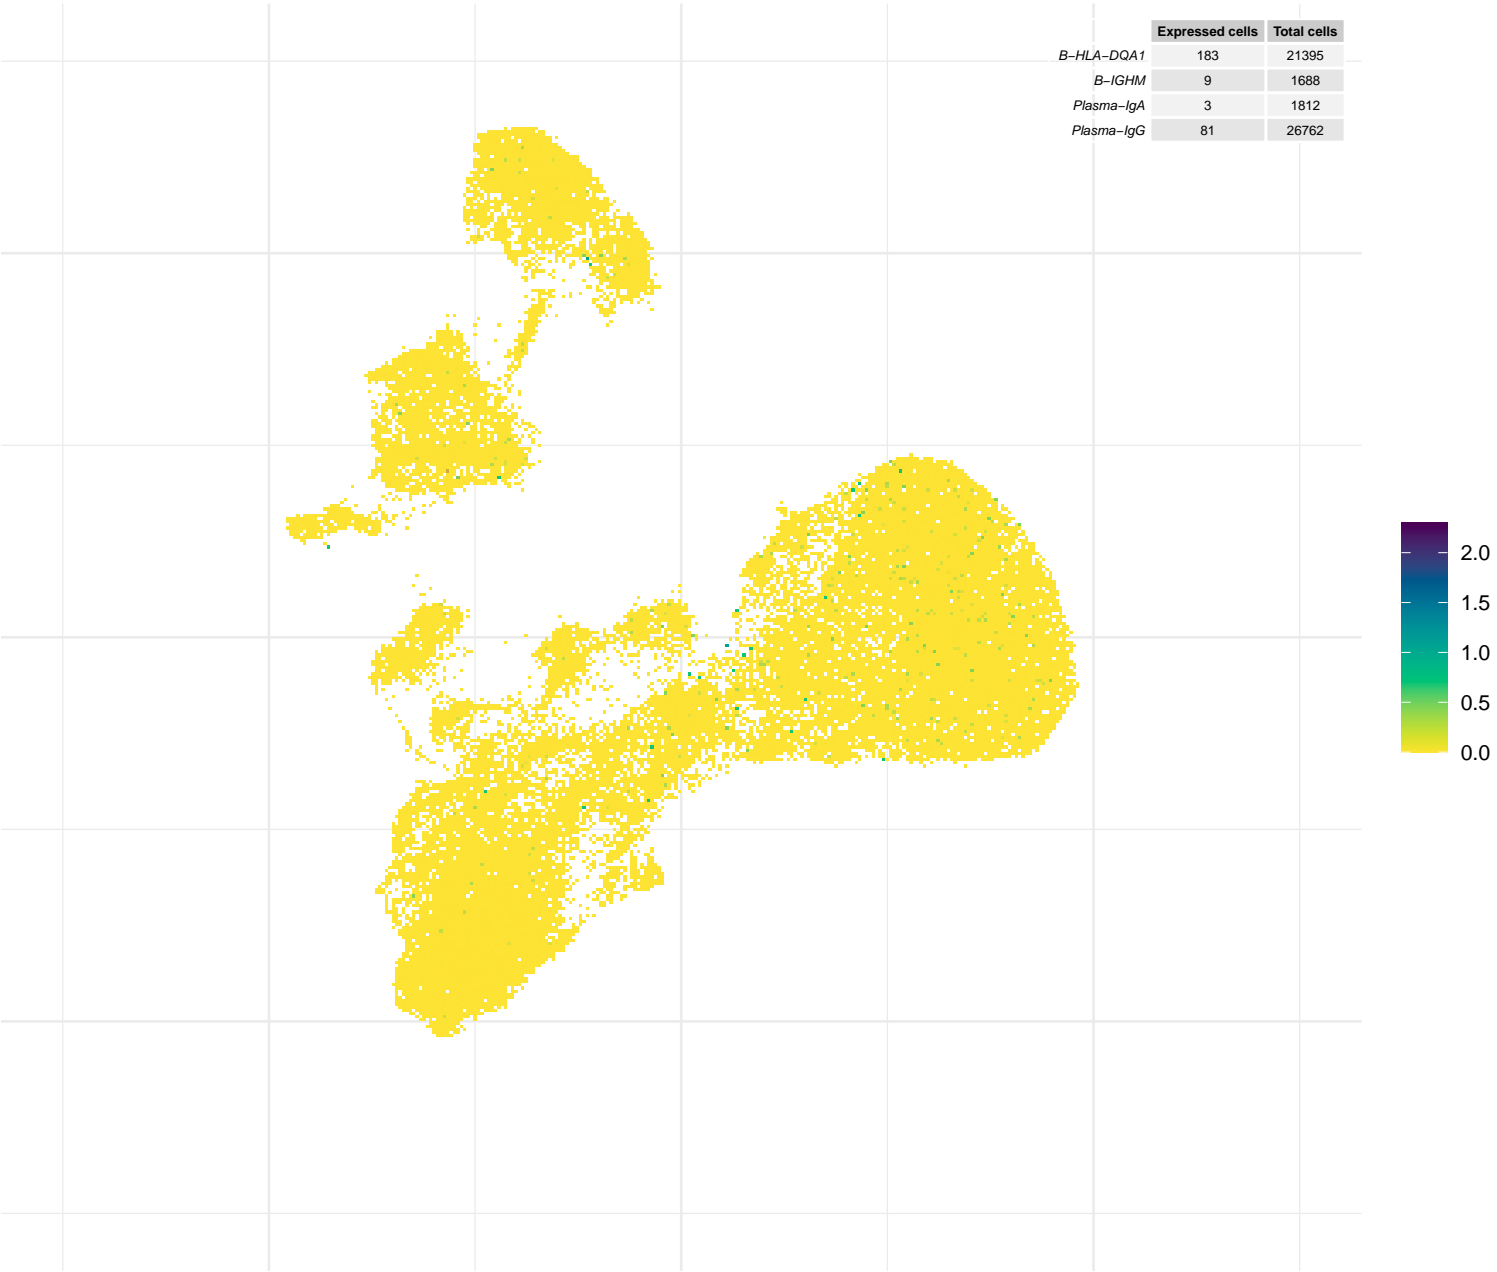 Expressed cells Total cells
B−HLA−DQA1 183 21395
B−IGHM 9 1688
Plasma−IgA 3 1812
Plasma−IgG 81 26762
2.0
1.5
1.0
0.5
0.0